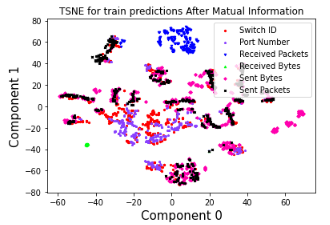 TSNE for train predictions After Matual Information
Switch ID
Port Number
Received Packets
Received Bytes
Sent Bytes
Sent Packets
Component 1
80
60
40
20
0
−20
−40
−60
−80
−60
−40
−20
0
20
40
60
Component 0